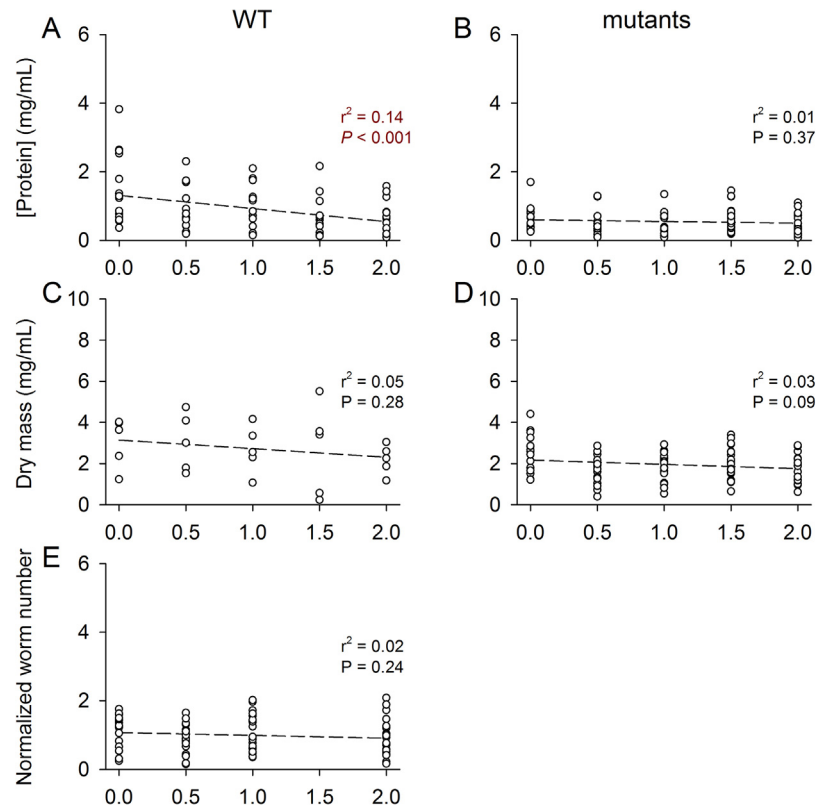 WT
mutants
A
B
[Protein] (mg/mL)
6
4
2
0
r² = 0.14
P < 0.001
0.0 0.5 1.0 1.5 2.0
6
4
2
0
r² = 0.01
P = 0.37
0.0 0.5 1.0 1.5 2.0
C
D
Dry mass (mg/mL)
10
8
6
4
2
0
r² = 0.05
P = 0.28
0.0 0.5 1.0 1.5 2.0
10
8
6
4
2
0
r² = 0.03
P = 0.09
0.0 0.5 1.0 1.5 2.0
E
Normalized worm number
6
4
2
0
r² = 0.02
P = 0.24
0.0 0.5 1.0 1.5 2.0